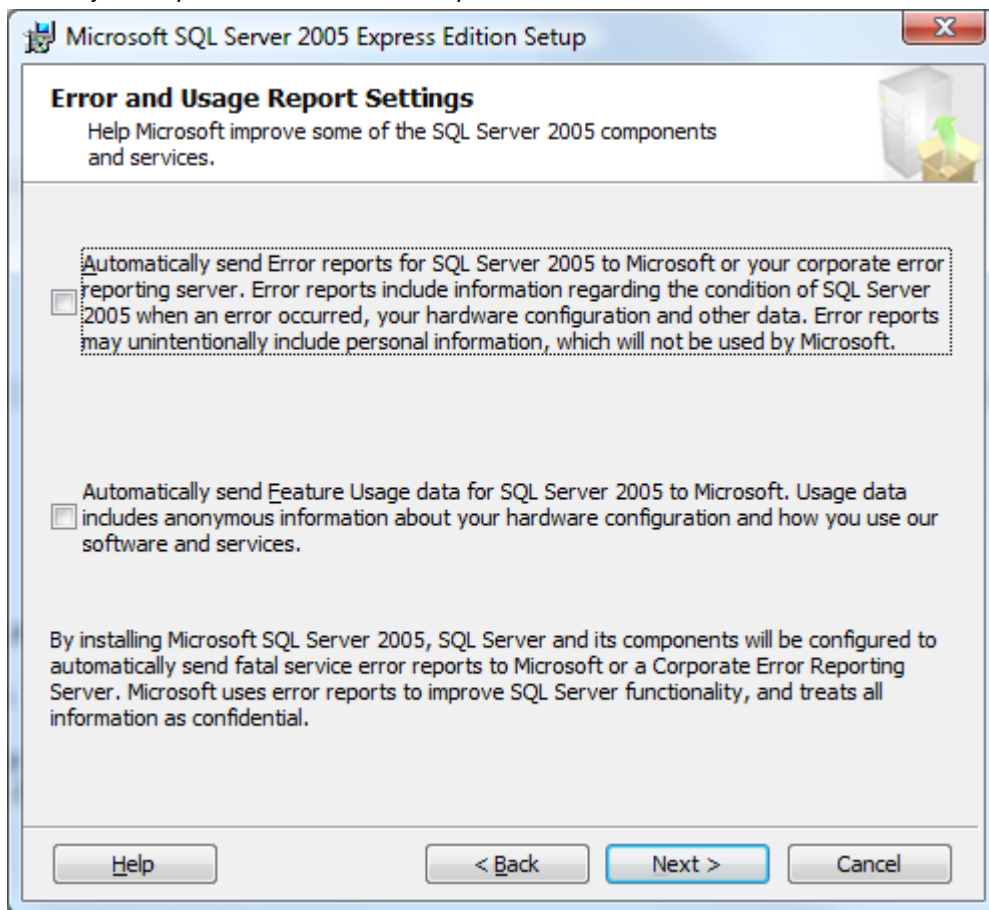 Microsoft SQL Server 2005 Express Edition Setup
Error and Usage Report Settings
Help Microsoft improve some of the SQL Server 2005 components
and services.
Automatically send Error reports for SQL Server 2005 to Microsoft or your corporate error
reporting server. Error reports include information regarding the condition of SQL Server
2005 when an error occurred, your hardware configuration and other data. Error reports
may unintentionally include personal information, which will not be used by Microsoft.
Automatically send Feature Usage data for SQL Server 2005 to Microsoft. Usage data
includes anonymous information about your hardware configuration and how you use our
software and services.
By installing Microsoft SQL Server 2005, SQL Server and its components will be configured to
automatically send fatal service error reports to Microsoft or a Corporate Error Reporting
Server. Microsoft uses error reports to improve SQL Server functionality, and treats all
information as confidential.
Help
< Back
Next >
Cancel